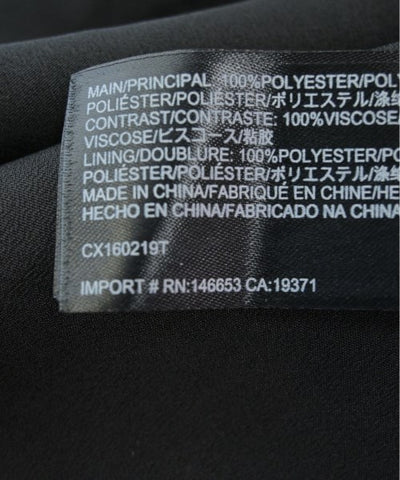 MAIN/PRINCIPAL: 100%POLYESTER/POLY
POLIÉSTER/POLIÉSTER/ポリエステル/涤纶
CONTRAST/CONTRASTE: 100%VISCOSE/
VISCOSE/ビスコース/粘胶
LINING/DOUBLURE: 100%POLYESTER/PO
POLIÉSTER/POLIÉSTER/ポリエステル/涤纶
MADE IN CHINA/FABRIQUÉ EN CHINE/HE
HECHO EN CHINA/FABRICADO NA CHINA
CX160219T
IMPORT # RN:146653 CA:19371